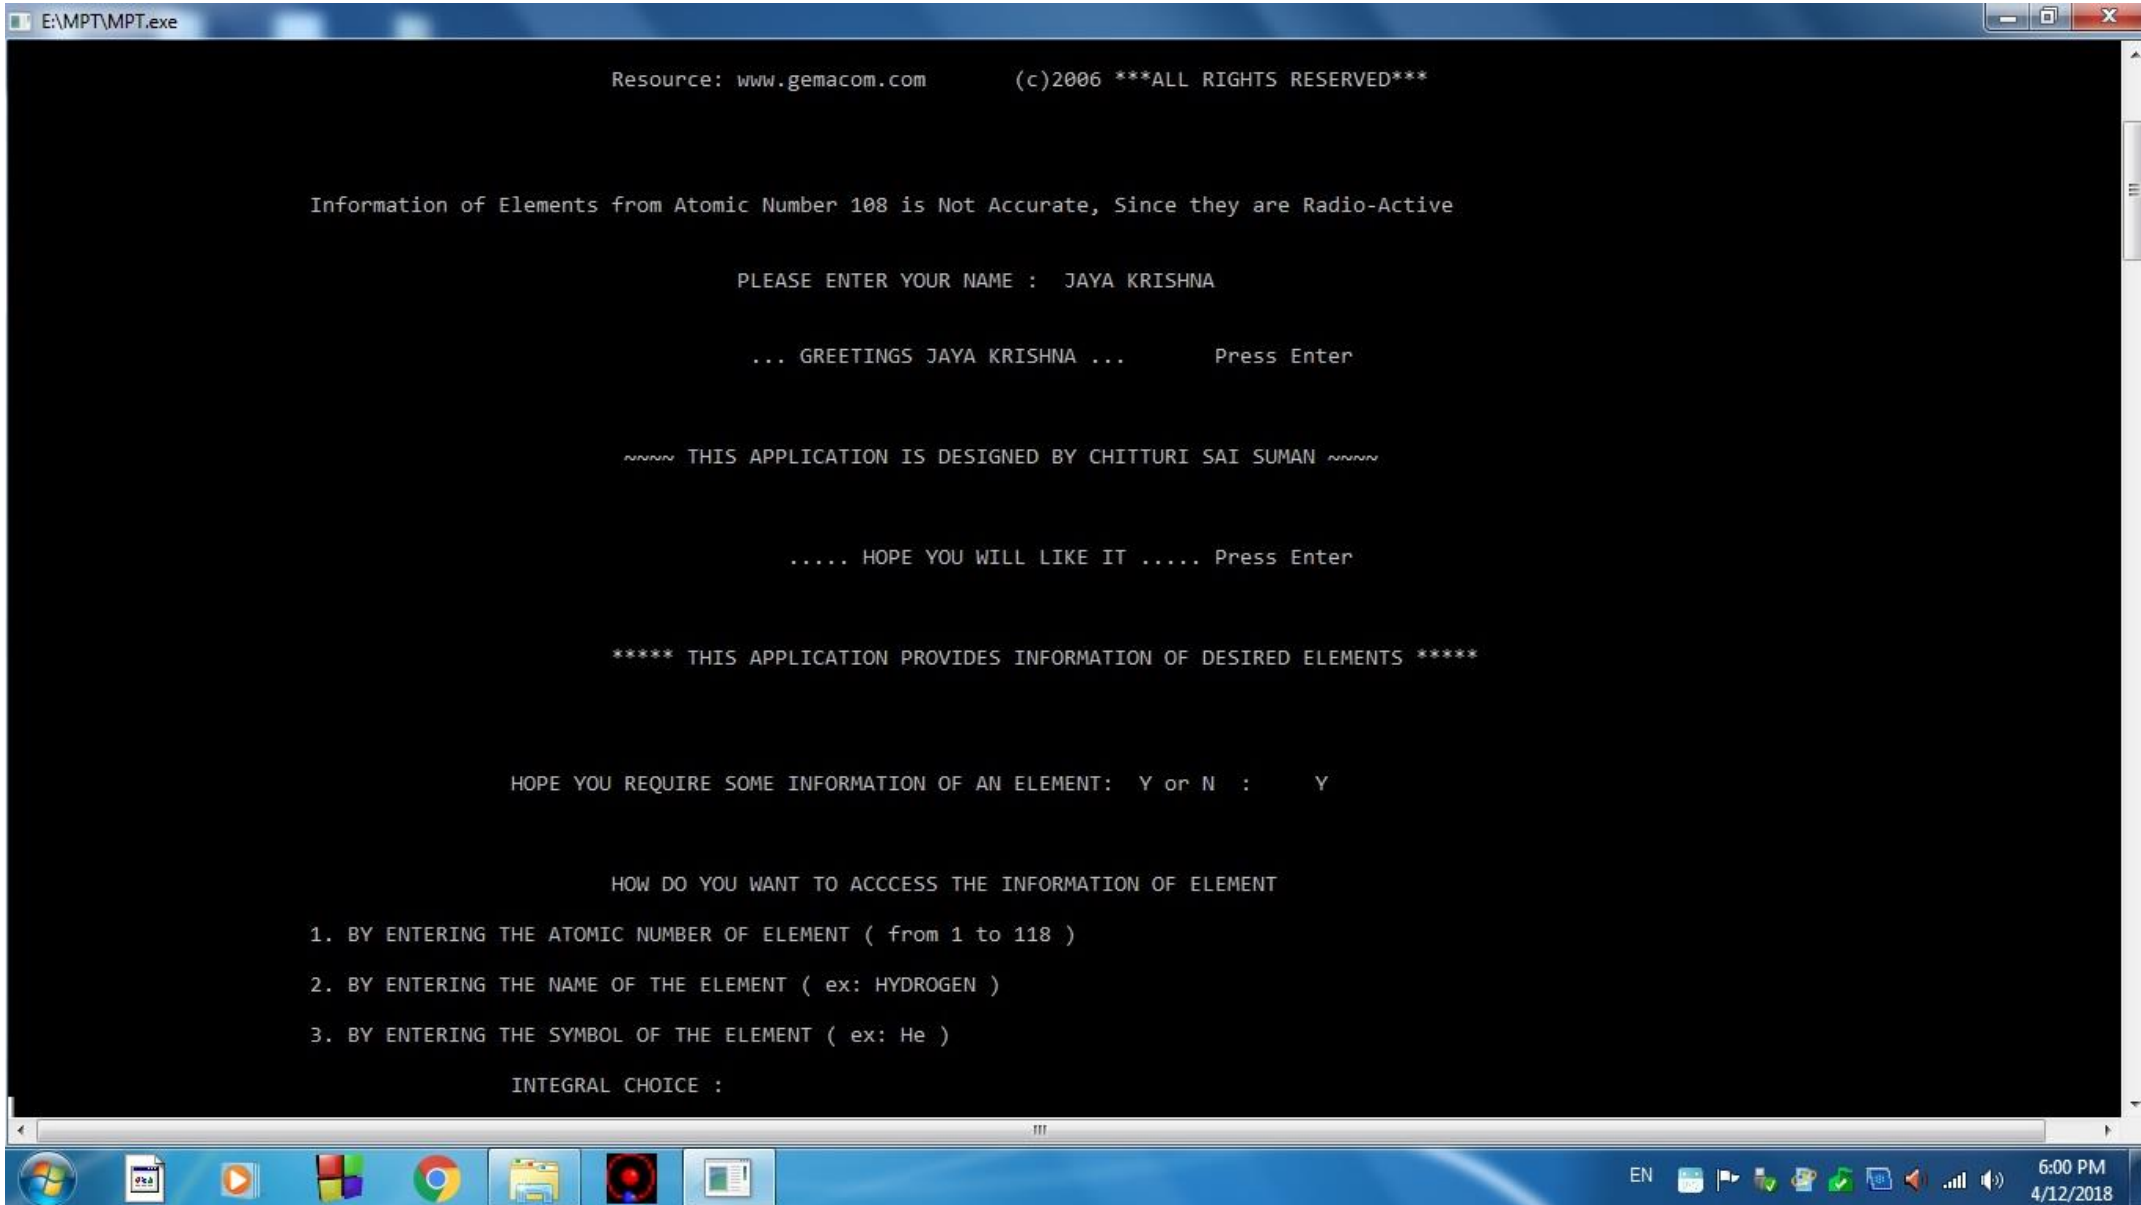 E:\MPT\MPT.exe
Resource: www.gemacom.com (c)2006 ***ALL RIGHTS RESERVED***
Information of Elements from Atomic Number 108 is Not Accurate, Since they are Radio-Active
PLEASE ENTER YOUR NAME : JAYA KRISHNA
... GREETINGS JAYA KRISHNA ... Press Enter
~~~~ THIS APPLICATION IS DESIGNED BY CHITTURI SAI SUMAN ~~~~
..... HOPE YOU WILL LIKE IT ..... Press Enter
***** THIS APPLICATION PROVIDES INFORMATION OF DESIRED ELEMENTS *****
HOPE YOU REQUIRE SOME INFORMATION OF AN ELEMENT: Y or N : Y
HOW DO YOU WANT TO ACCCESS THE INFORMATION OF ELEMENT
1. BY ENTERING THE ATOMIC NUMBER OF ELEMENT ( from 1 to 118 )
2. BY ENTERING THE NAME OF THE ELEMENT ( ex: HYDROGEN )
3. BY ENTERING THE SYMBOL OF THE ELEMENT ( ex: He )
INTEGRAL CHOICE :
EN 6:00 PM
4/12/2018